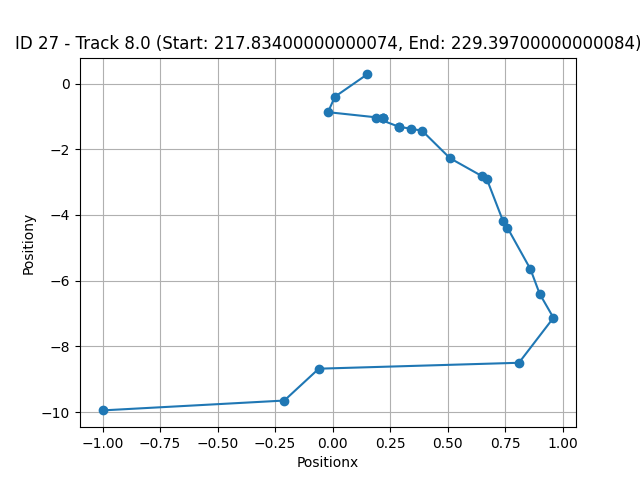 ID 27 - Track 8.0 (Start: 217.83400000000074, End: 229.39700000000084)
Positiony
0
−2
−4
−6
−8
−10
−1.00 −0.75 −0.50 −0.25 0.00 0.25 0.50 0.75 1.00
Positionx